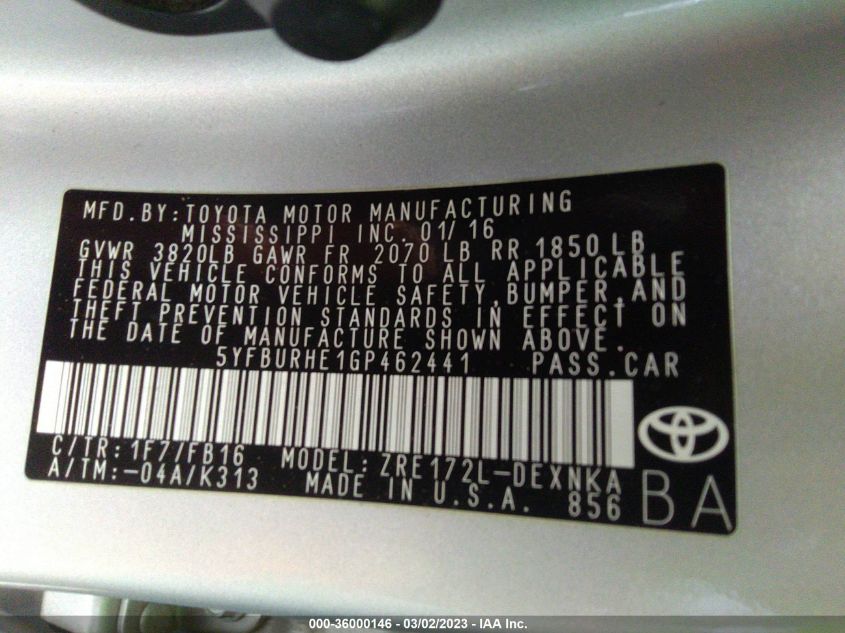 MFD.BY:TOYOTA MOTOR MANUFACTURING
MISSISSIPPI INC. 01/16
GVWR 3820LB GAWR FR 2070 LB RR 1850 LB
THIS VEHICLE CONFORMS TO ALL APPLICABLE
FEDERAL MOTOR VEHICLE SAFETY,BUMPER,AND
THEFT PREVENTION STANDARDS IN EFFECT ON
THE DATE OF MANUFACTURE SHOWN ABOVE.
5YFBURHE1GP462441 PASS.CAR
C/TR:1F7/FB16 MODEL:ZRE172L-DEXNKA
A/TM:-04A/K313 MADE IN U.S.A. 856
BA
000-36000146 - 03/02/2023 - IAA Inc.